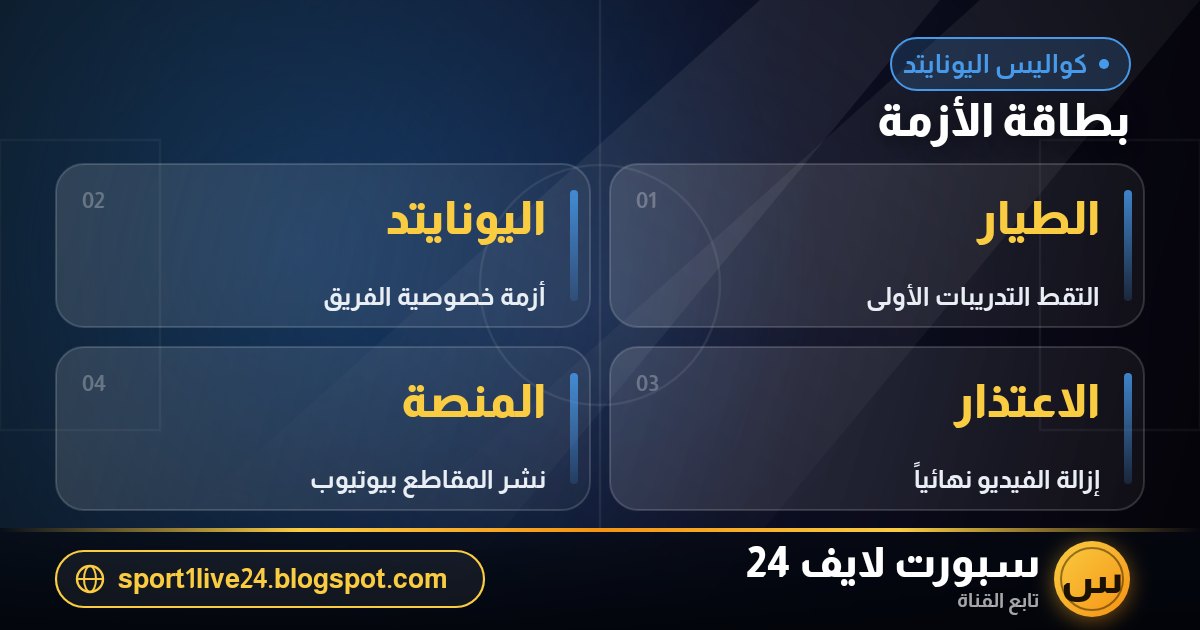 كواليس اليونايتد
بطاقة الأزمة
01
الطيار
التقط التدريبات الأولى
02
اليونايتد
أزمة خصوصية الفريق
03
الاعتذار
إزالة الفيديو نهائياً
04
المنصة
نشر المقاطع بيوتيوب
س
سبورت لايف 24
تابع القناة
sport1live24.blogspot.com